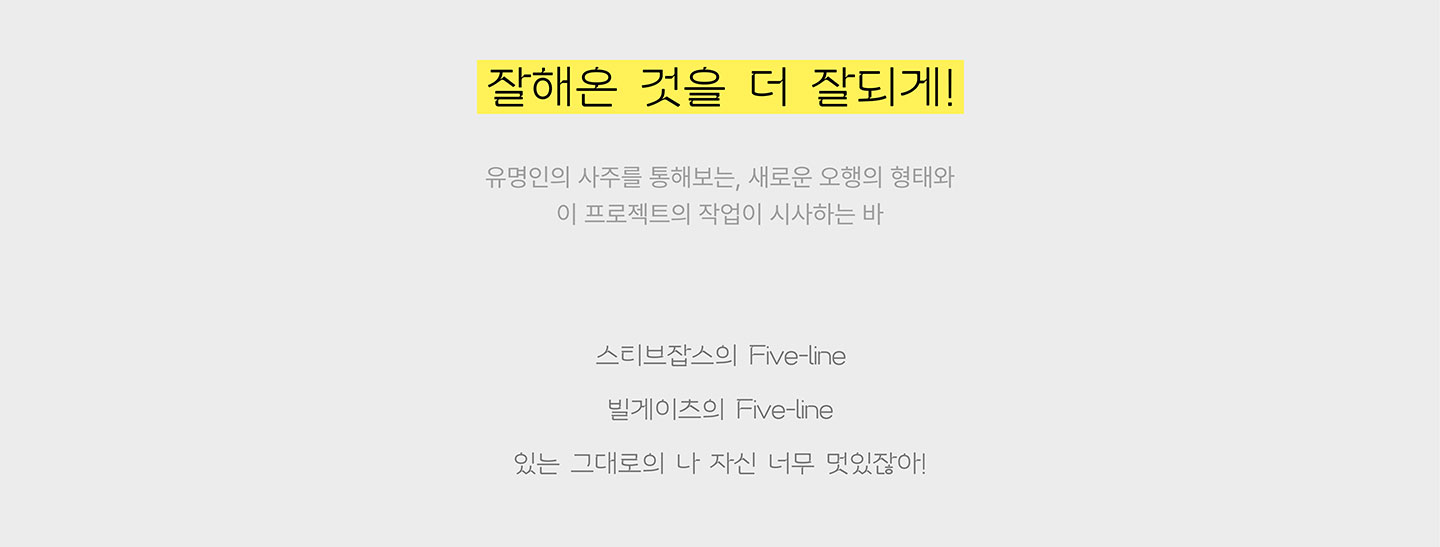 잘해온 것을 더 잘되게!
유명인의 사주를 통해보는, 새로운 오행의 형태와
이 프로젝트의 작업이 시사하는 바
스티브잡스의 Five-line
빌게이츠의 Five-line
있는 그대로의 나 자신 너무 멋있잖아!